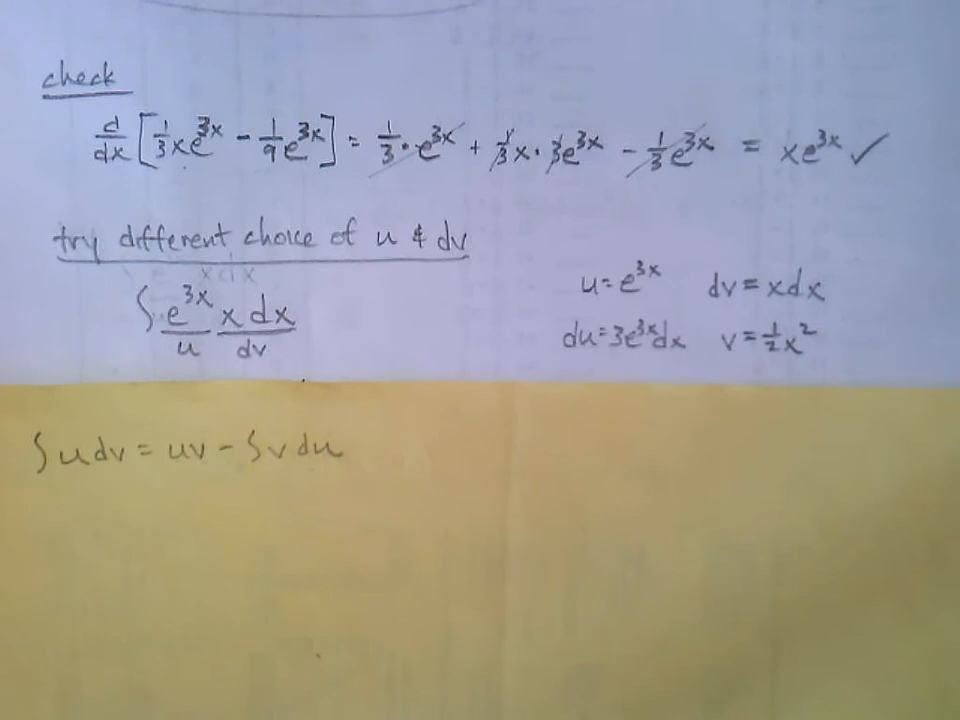 check
d/dx [1/3 xe^3x - 1/9 e^3x] = 1/3 · e^3x + 1/3 x · 3e^3x - 1/3 e^3x = xe^3x ✓
try different choice of u & dv
∫ e^3x x dx u = e^3x dv = xdx
u dv du = 3e^3x dx v = 1/2 x^2
∫ u dv = uv - ∫ v du